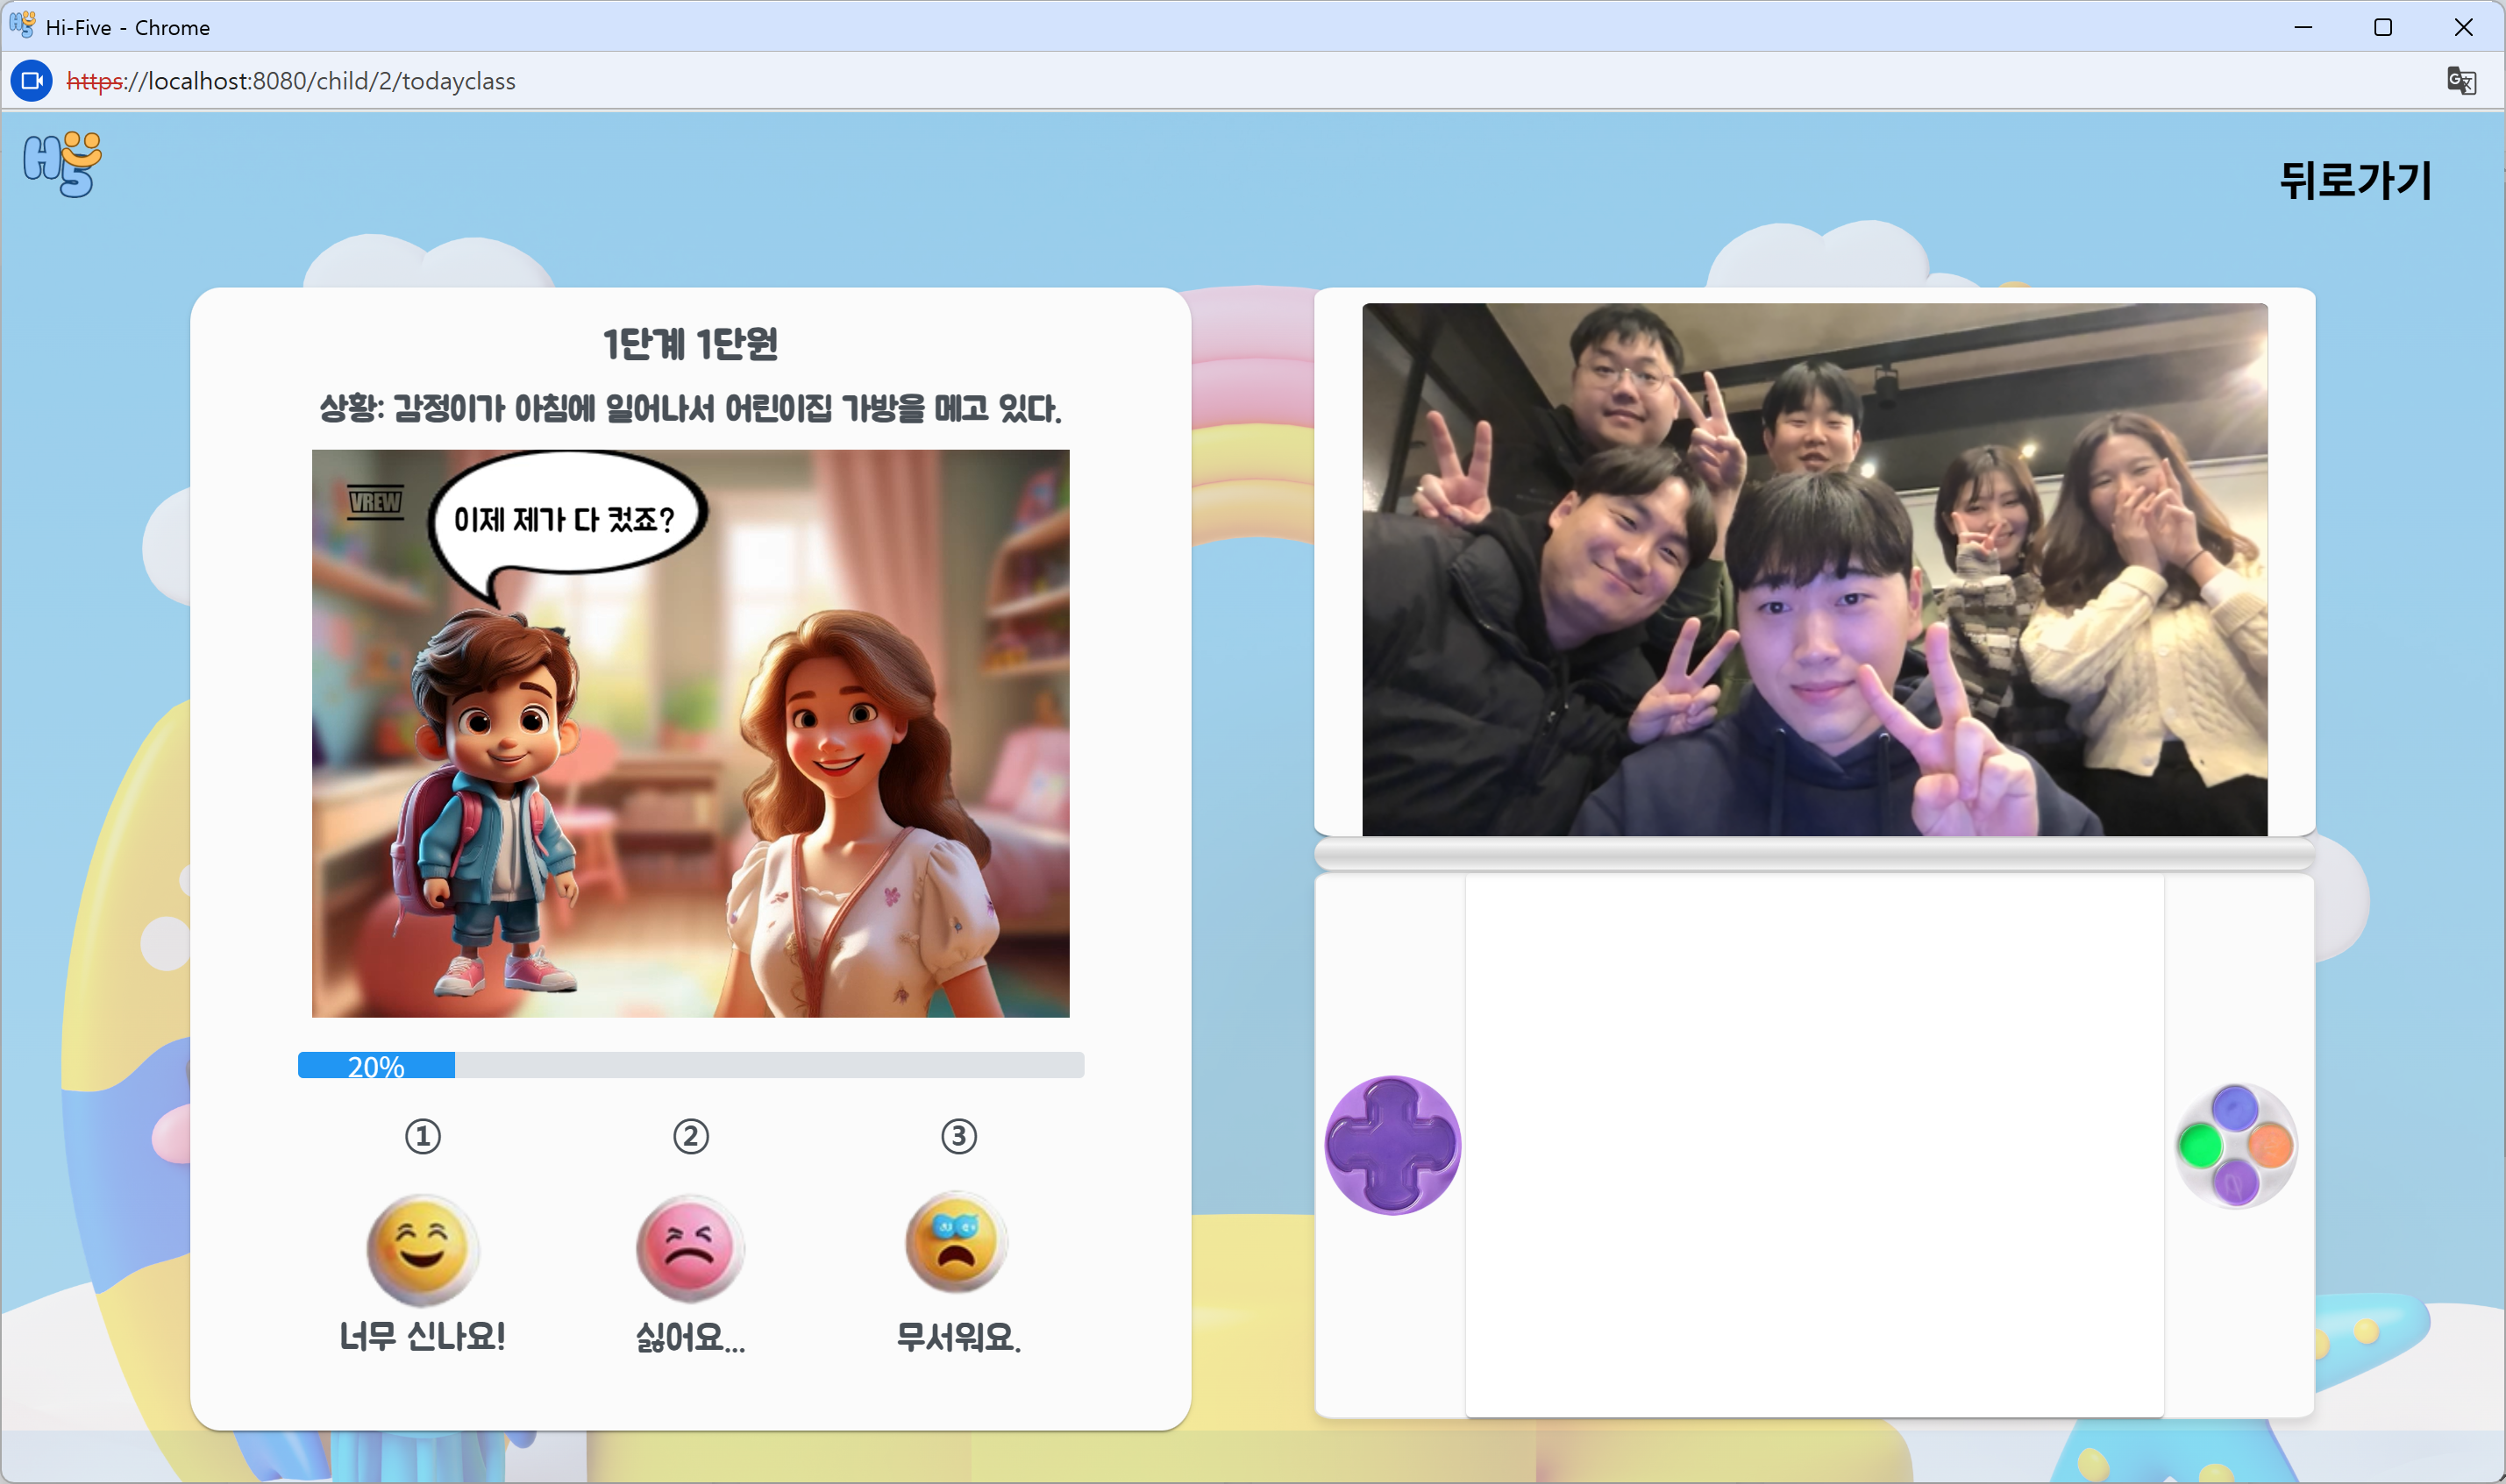 Hi-Five - Chrome
https://localhost:8080/child/2/todayclass
Hi5
뒤로가기
1단계 1단원
상황: 감정이가 아침에 일어나서 어린이집 가방을 메고 있다.
VREW
이제 제가 다 컸죠?
20%
① ② ③
너무 신나요! 싫어요... 무서워요.